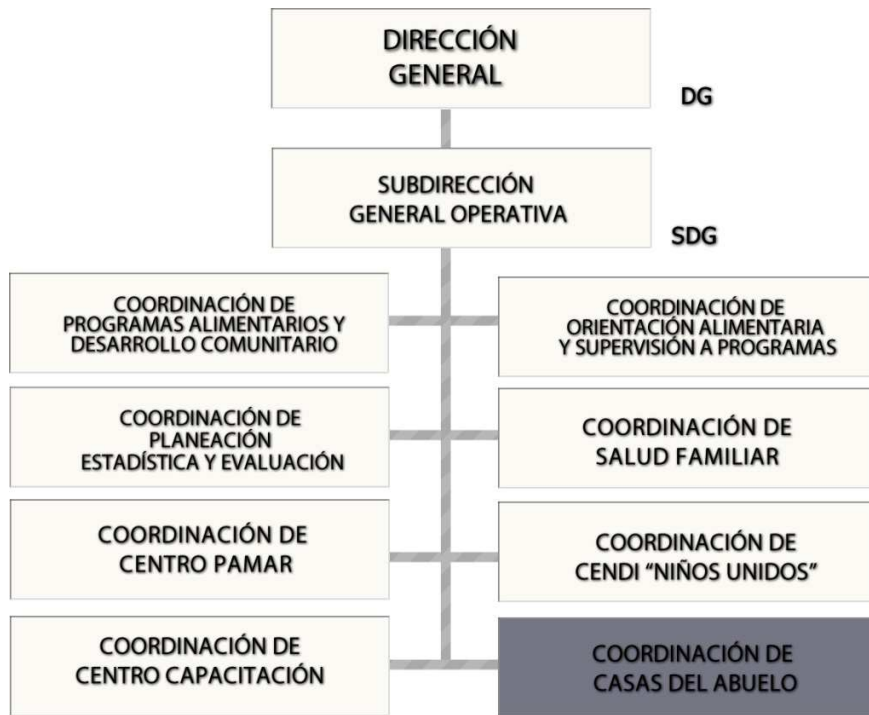 DIRECCIÓN
GENERAL
DG
SUBDIRECCIÓN
GENERAL OPERATIVA
SDG
COORDINACIÓN DE
PROGRAMAS ALIMENTARIOS Y
DESARROLLO COMUNITARIO
COORDINACIÓN DE
ORIENTACIÓN ALIMENTARIA
Y SUPERVISIÓN A PROGRAMAS
COORDINACIÓN DE
PLANEACIÓN
ESTADÍSTICA Y EVALUACIÓN
COORDINACIÓN DE
SALUD FAMILIAR
COORDINACIÓN DE
CENTRO PAMAR
COORDINACIÓN DE
CENDI “NIÑOS UNIDOS”
COORDINACIÓN DE
CENTRO CAPACITACIÓN
COORDINACIÓN DE
CASAS DEL ABUELO